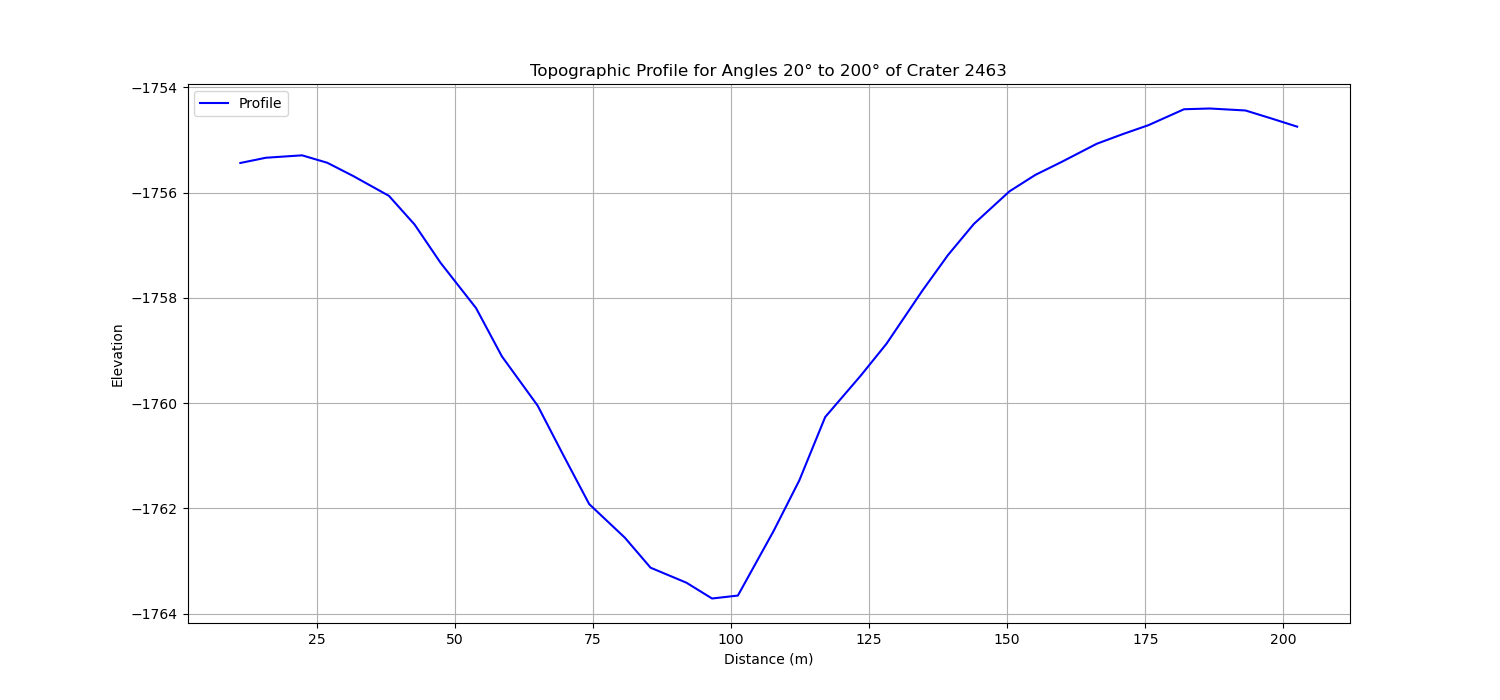 Topographic Profile for Angles 20° to 200° of Crater 2463
Profile
Elevation
−1754
−1756
−1758
−1760
−1762
−1764
25 50 75 100 125 150 175 200
Distance (m)